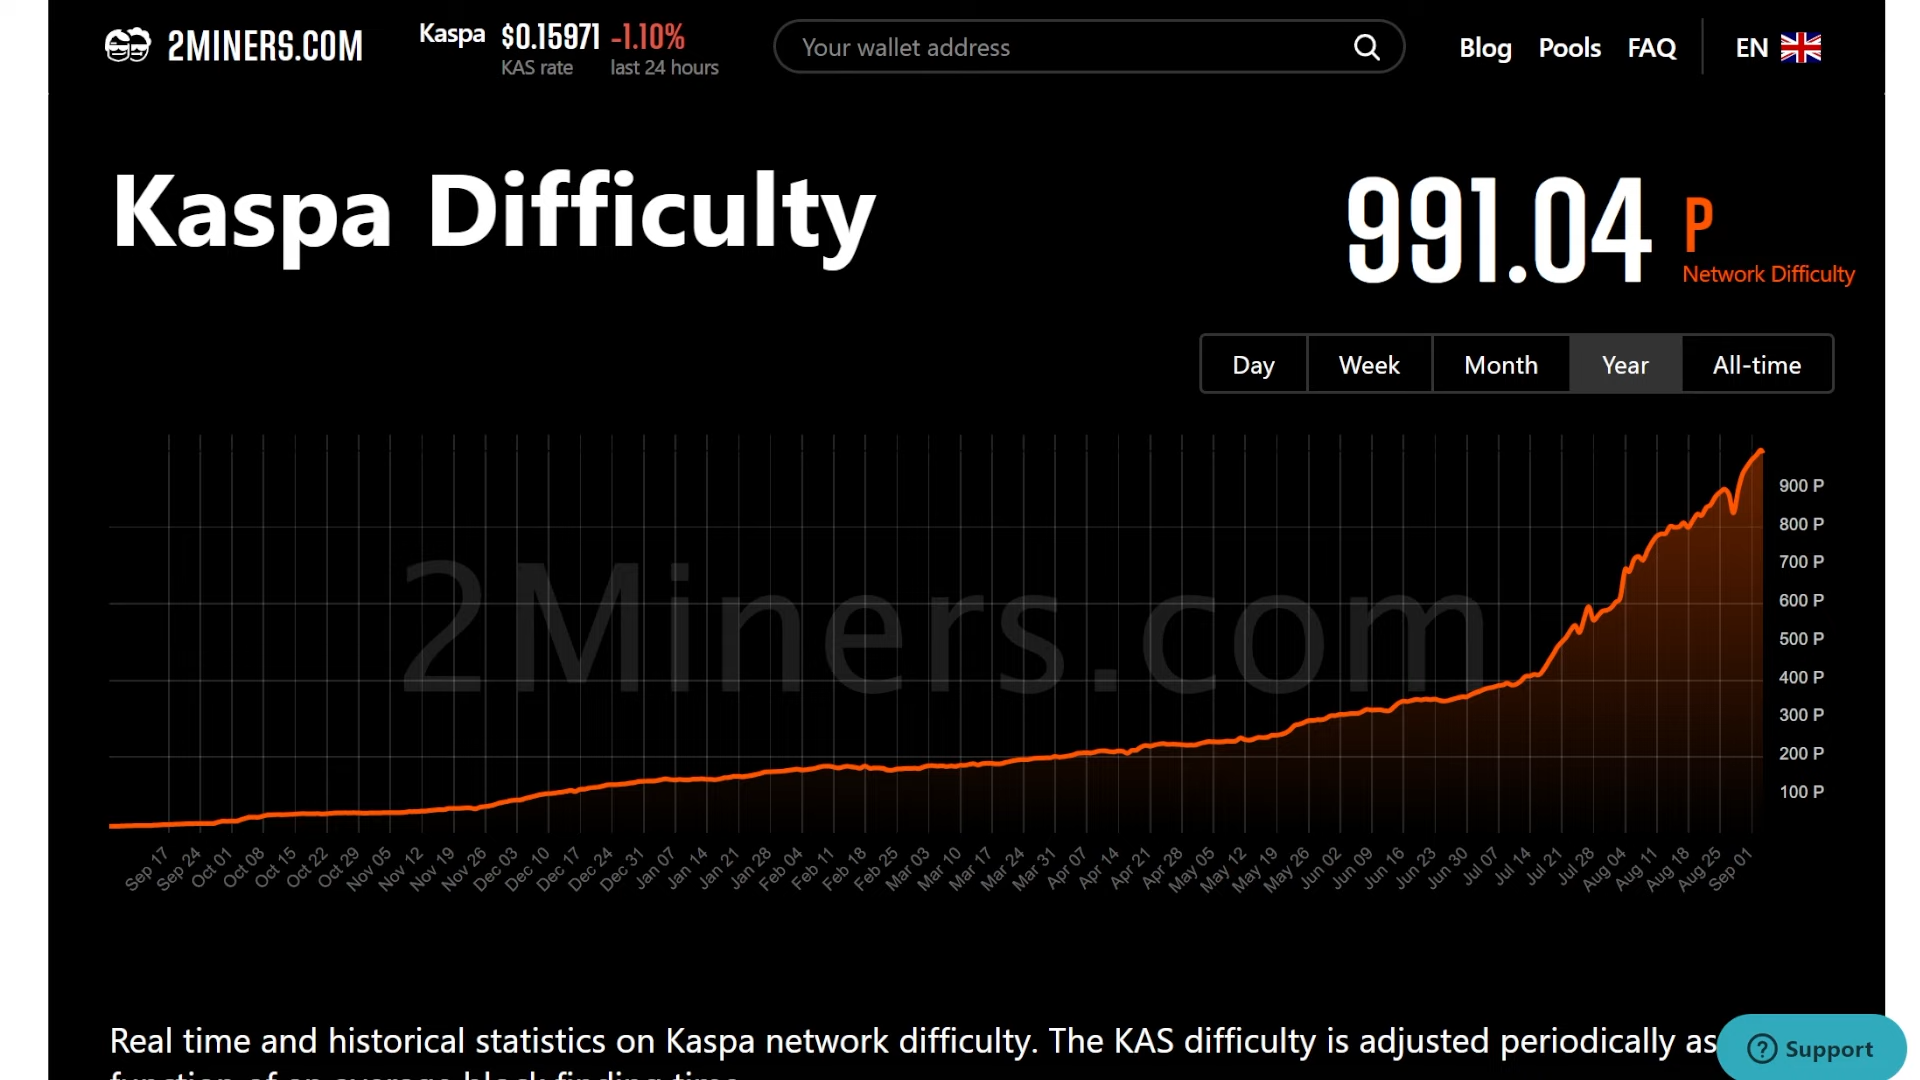 2MINERS.COM
Kaspa $0.15971 -1.10%
KAS rate last 24 hours
Your wallet address
Blog Pools FAQ EN
Kaspa Difficulty
991.04 P
Network Difficulty
Day Week Month Year All-time
2Miners.com
900 P
800 P
700 P
600 P
500 P
400 P
300 P
200 P
100 P
Sep 17 Sep 24 Oct 01 Oct 08 Oct 15 Oct 22 Oct 29 Nov 05 Nov 12 Nov 19 Nov 26 Dec 03 Dec 10 Dec 17 Dec 24 Dec 31 Jan 07 Jan 14 Jan 21 Jan 28 Feb 04 Feb 11 Feb 18 Feb 25 Mar 03 Mar 10 Mar 17 Mar 24 Mar 31 Apr 07 Apr 14 Apr 21 Apr 28 May 05 May 12 May 19 May 26 Jun 02 Jun 09 Jun 16 Jun 23 Jun 30 Jul 07 Jul 14 Jul 21 Jul 28 Aug 04 Aug 11 Aug 18 Aug 25 Sep 01
Real time and historical statistics on Kaspa network difficulty. The KAS difficulty is adjusted periodically as
function of an average block finding time
Support